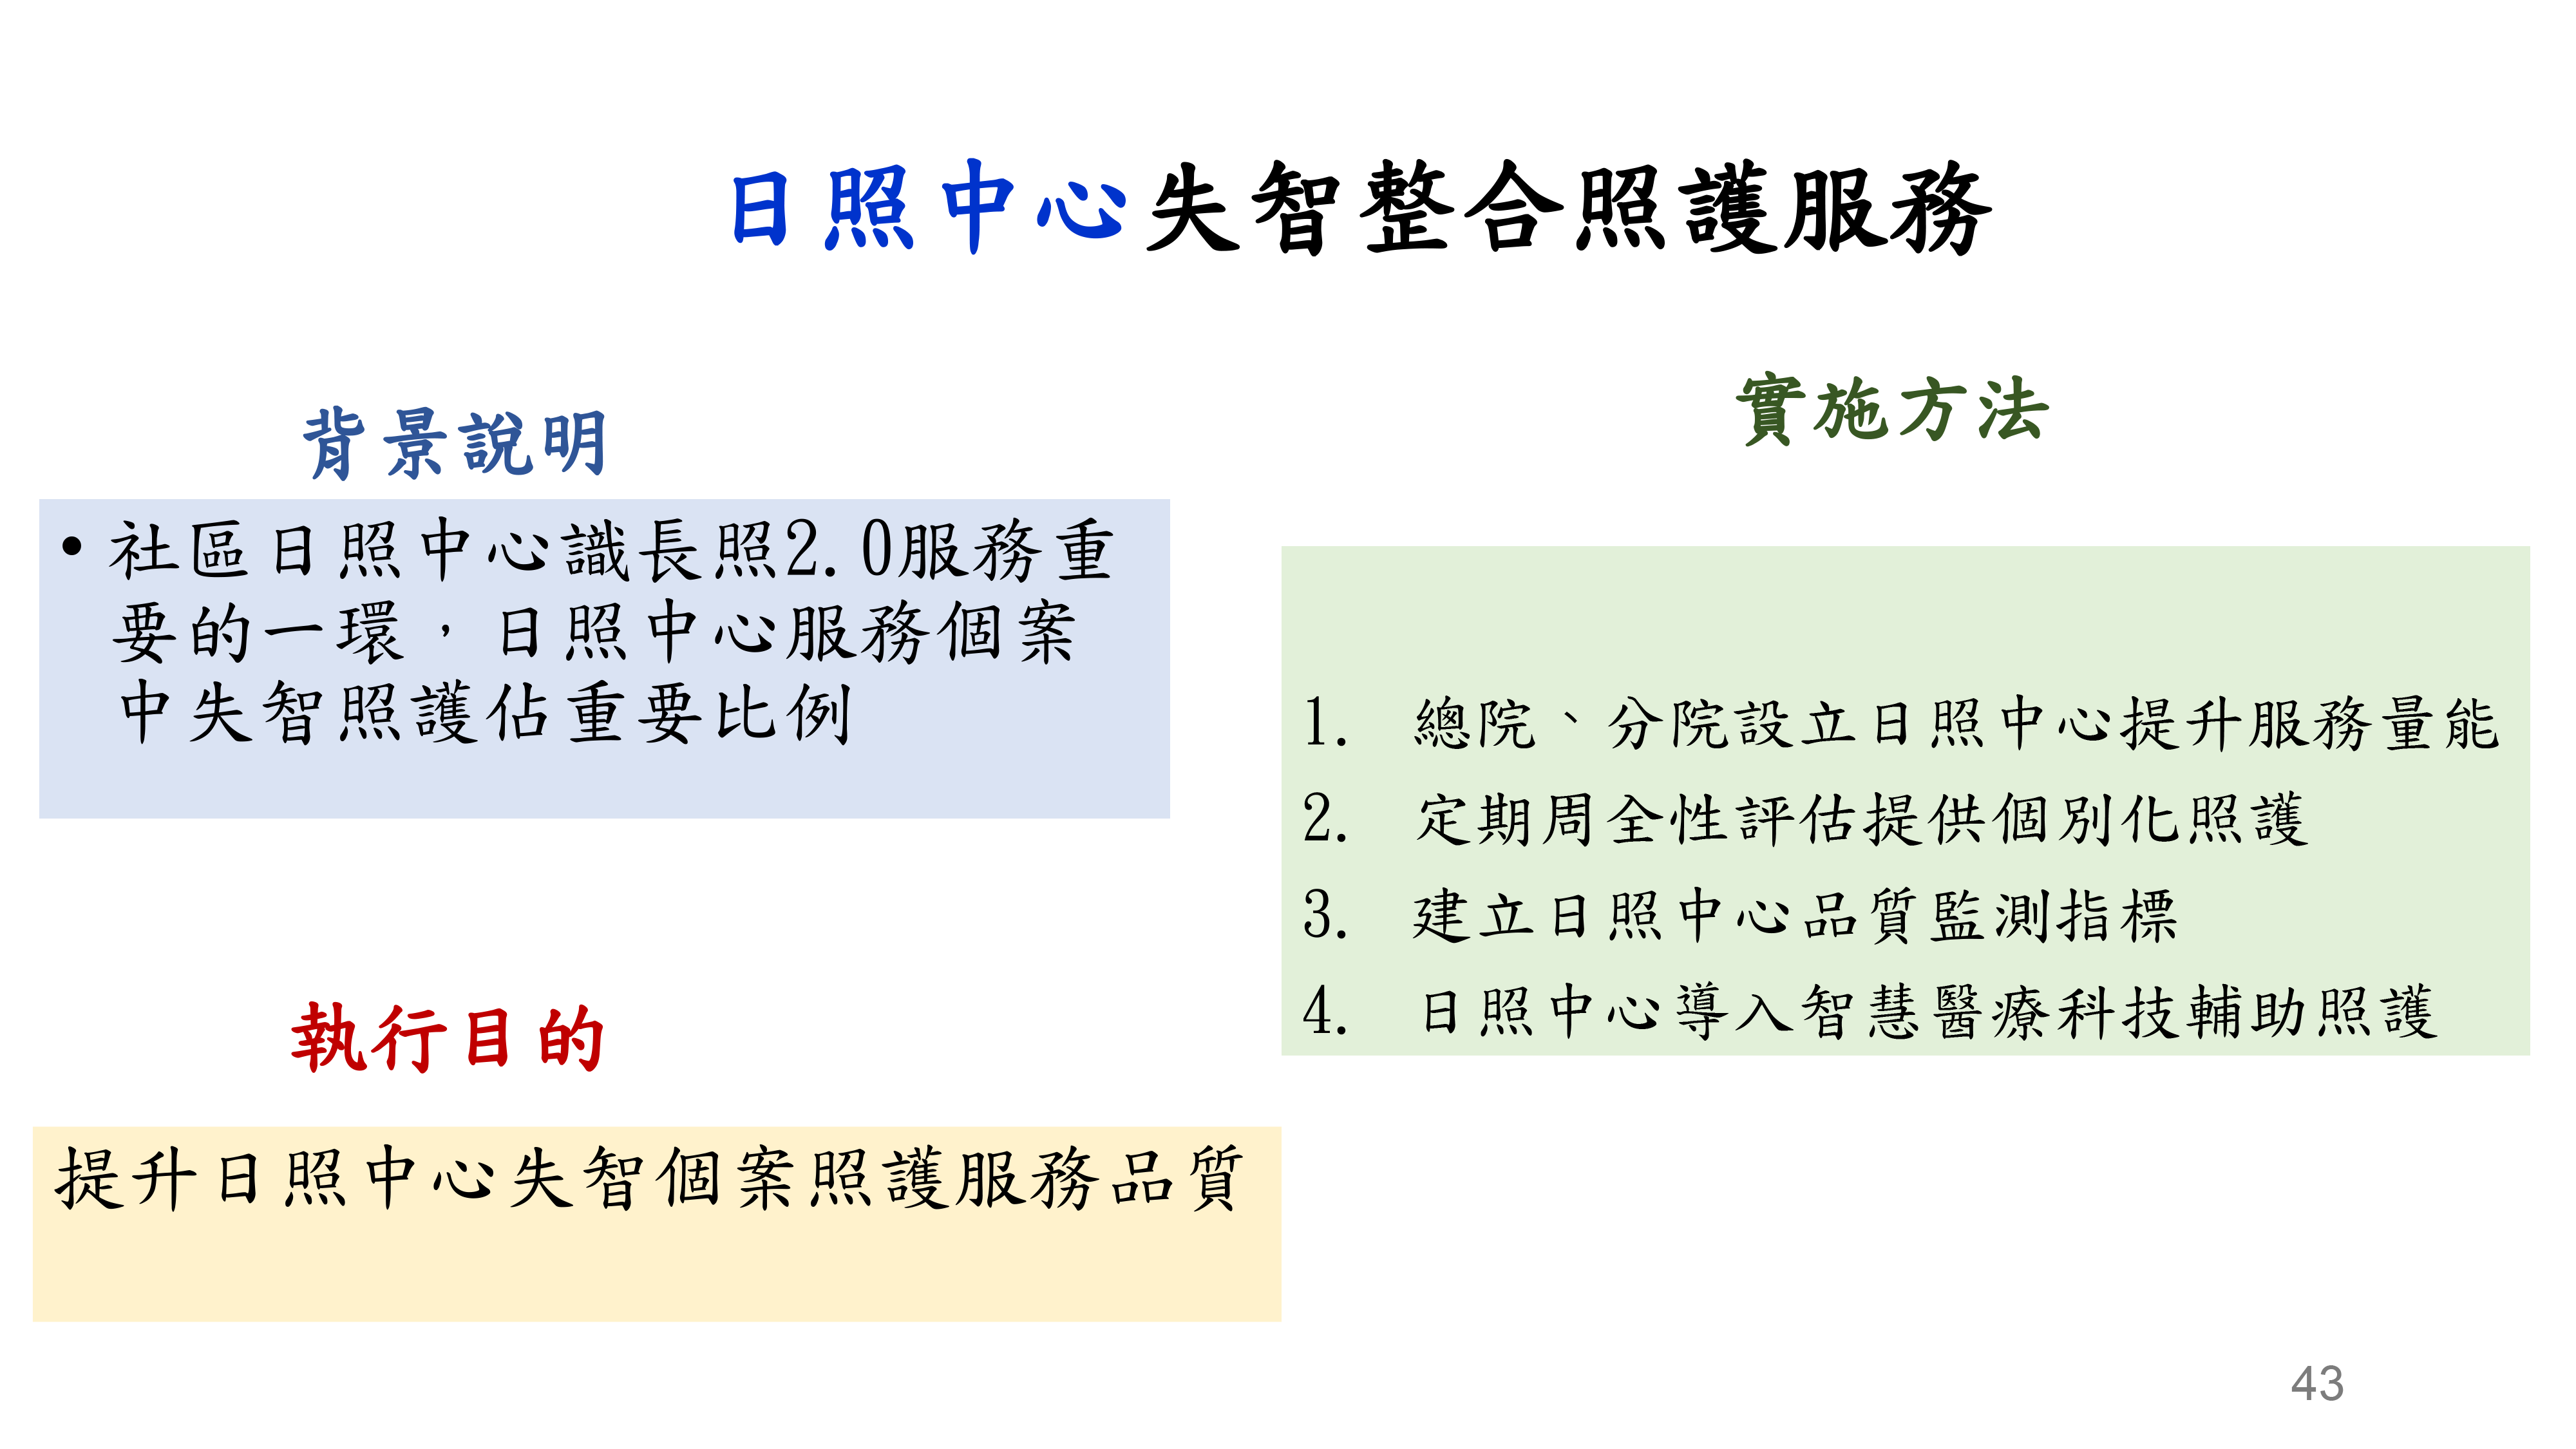 日照中心失智整合照護服務
背景說明
• 社區日照中心識長照2.0服務重
要的一環，日照中心服務個案
中失智照護佔重要比例
執行目的
提升日照中心失智個案照護服務品質
實施方法
1. 總院、分院設立日照中心提升服務量能
2. 定期周全性評估提供個別化照護
3. 建立日照中心品質監測指標
4. 日照中心導入智慧醫療科技輔助照護
43